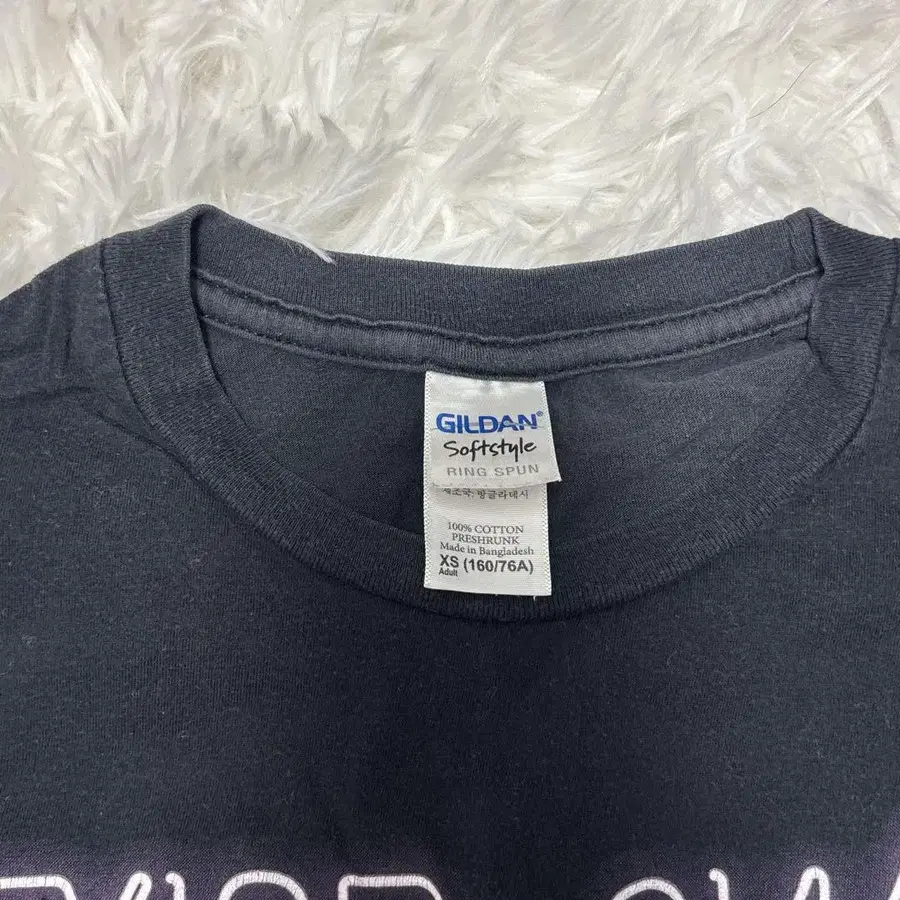 GILDAN®
Softstyle
RING SPUN
제조국: 방글라데시
100% COTTON
PRESHRUNK
Made in Bangladesh
XS (160/76A)
Adult